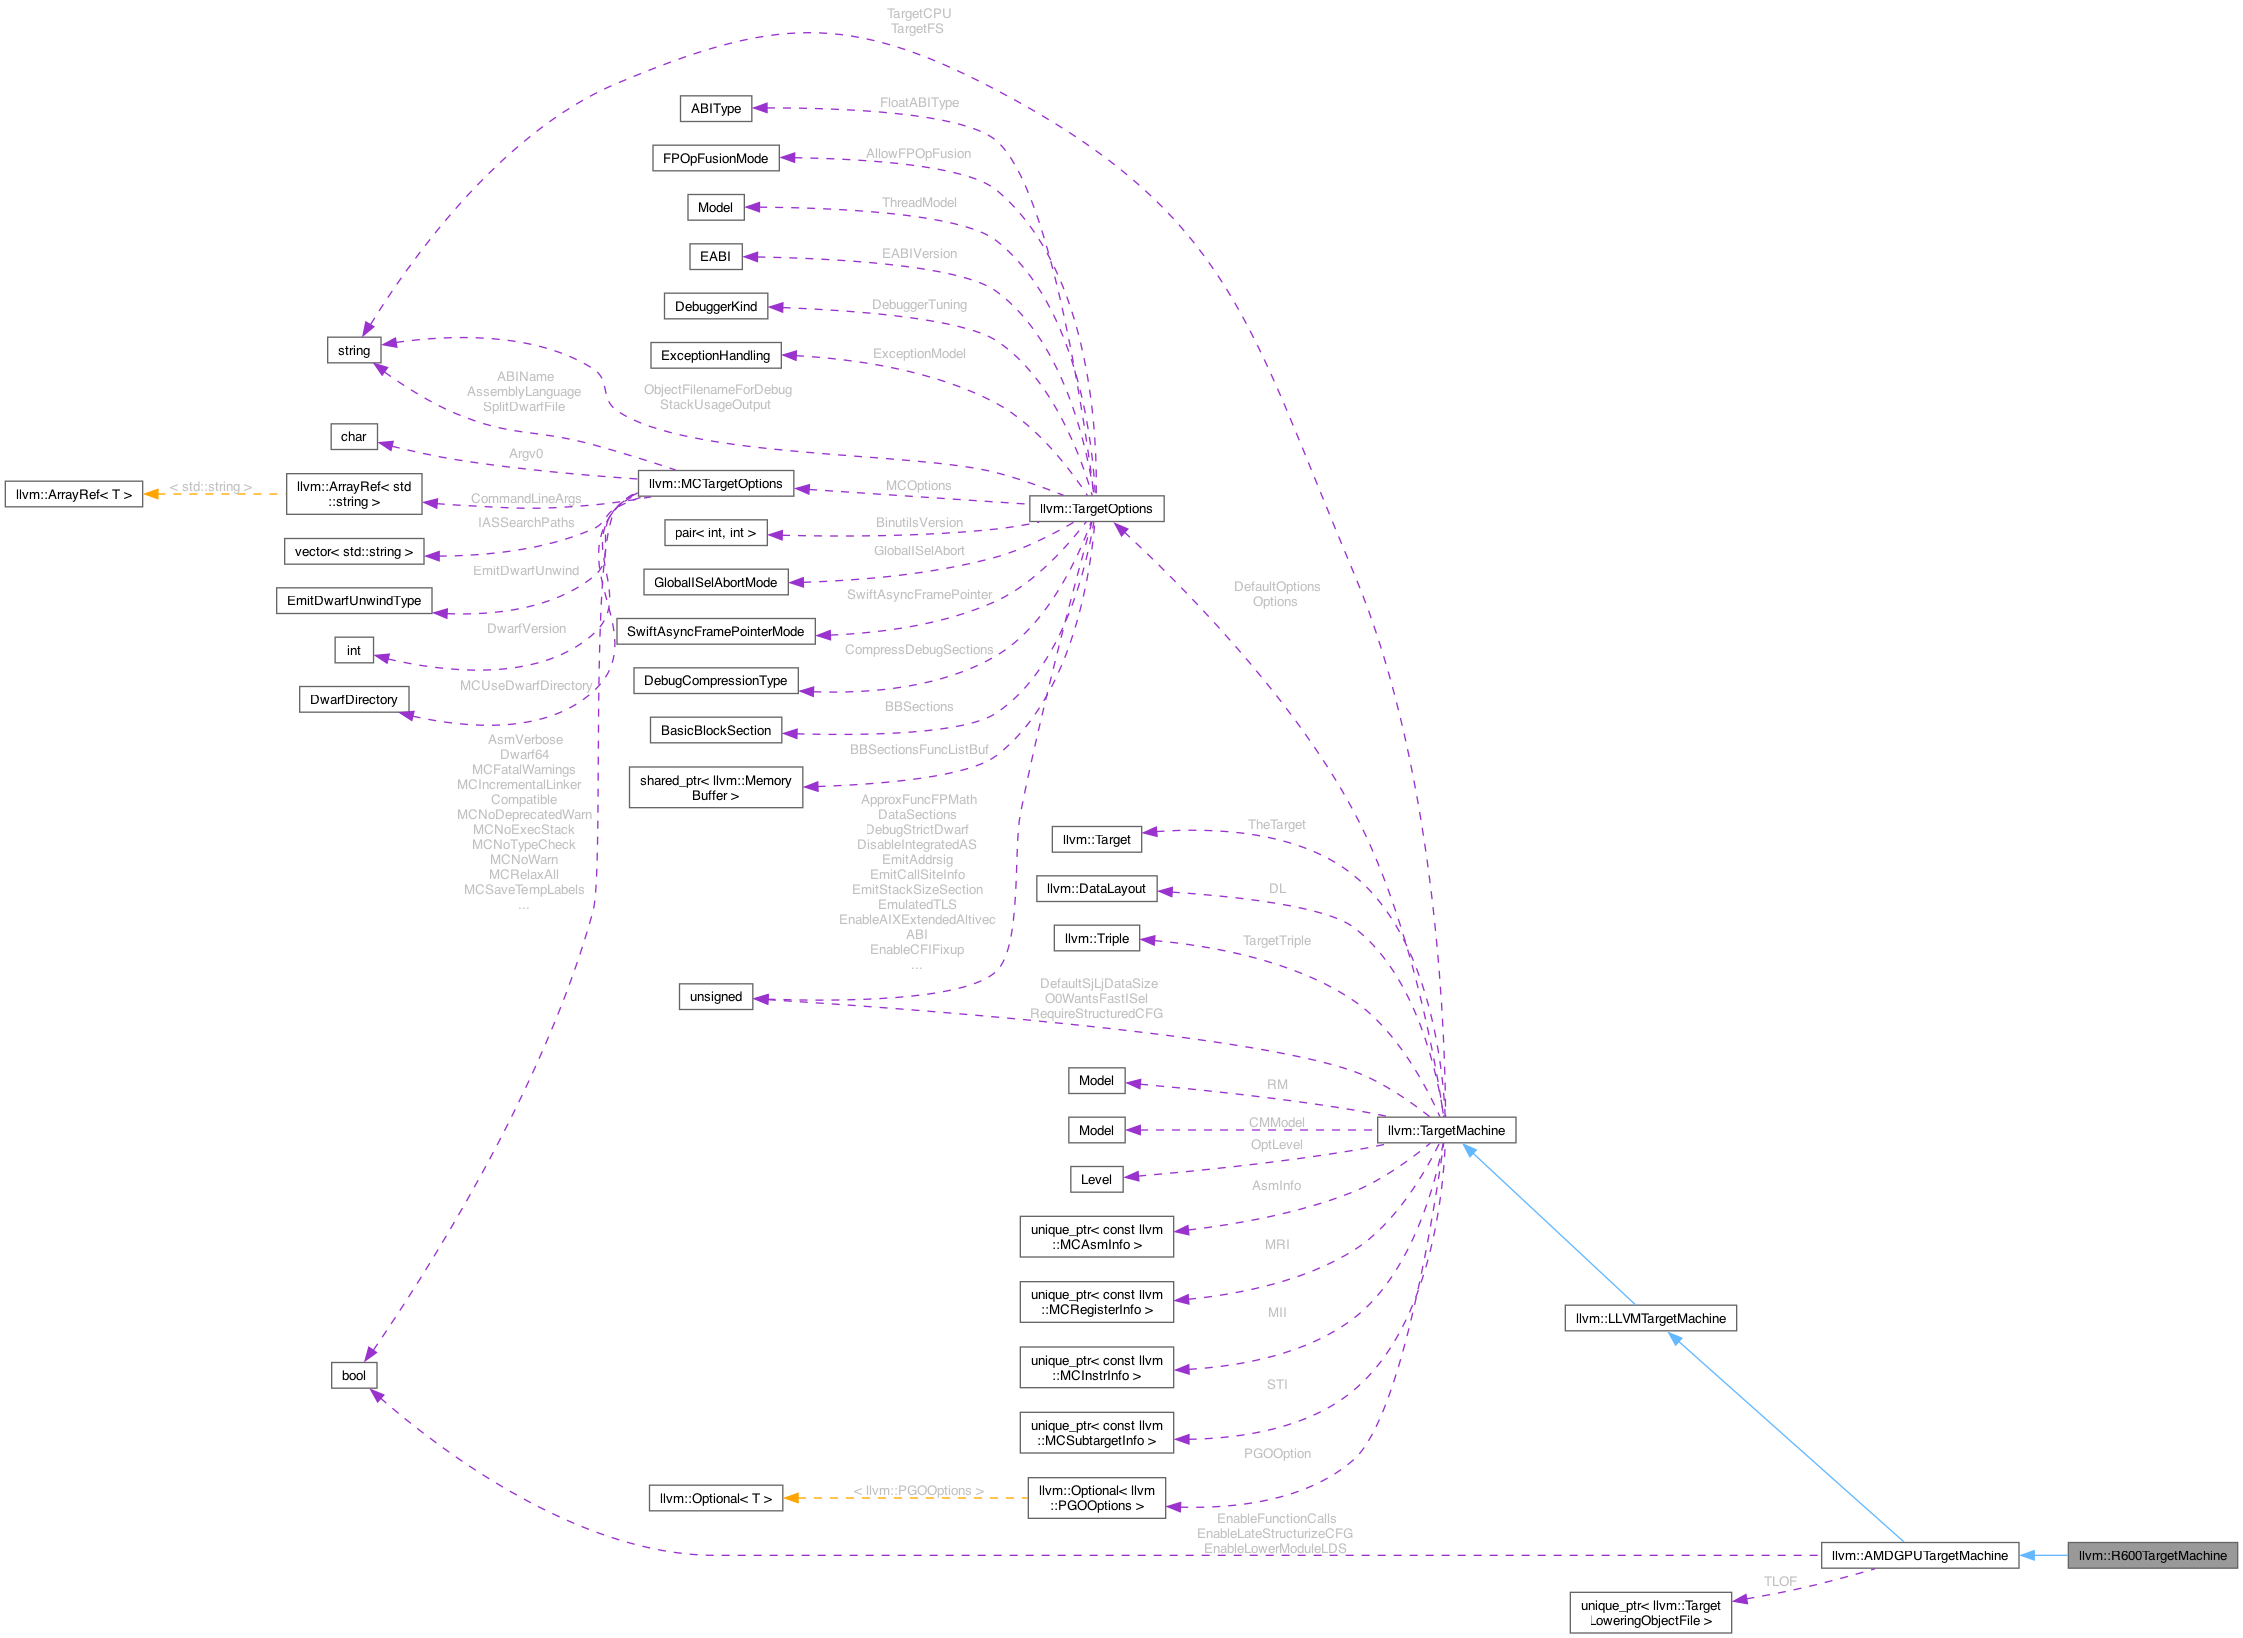 TargetCPU
TargetFS
ABIType
FloatABIType
FPOpFusionMode
AllowFPOpFusion
Model
ThreadModel
EABI
EABIVersion
DebuggerKind
DebuggerTuning
string
ExceptionHandling
ExceptionModel
ABIName
AssemblyLanguage
SplitDwarfFile
ObjectFilenameForDebug
StackUsageOutput
char
Argv0
llvm::ArrayRef< T >
< std::string >
llvm::ArrayRef< std
::string >
CommandLineArgs
llvm::MCTargetOptions
MCOptions
llvm::TargetOptions
vector< std::string >
IASSearchPaths
pair< int, int >
BinutilsVersion
EmitDwarfUnwindType
EmitDwarfUnwind
GlobalISelAbortMode
GlobalISelAbort
int
DwarfVersion
SwiftAsyncFramePointerMode
SwiftAsyncFramePointer
DefaultOptions
Options
DwarfDirectory
MCUseDwarfDirectory
DebugCompressionType
CompressDebugSections
BasicBlockSection
BBSections
shared_ptr< llvm::Memory
Buffer >
BBSectionsFuncListBuf
AsmVerbose
Dwarf64
MCFatalWarnings
MCIncrementalLinker
Compatible
MCNoDeprecatedWarn
MCNoExecStack
MCNoTypeCheck
MCNoWarn
MCRelaxAll
MCSaveTempLabels
...
ApproxFuncFPMath
DataSections
DebugStrictDwarf
DisableIntegratedAS
EmitAddrsig
EmitCallSiteInfo
EmitStackSizeSection
EmulatedTLS
EnableAIXExtendedAltivec
ABI
EnableCFIFixup
...
llvm::Target
TheTarget
llvm::DataLayout
DL
llvm::Triple
TargetTriple
unsigned
DefaultSjLjDataSize
O0WantsFastISel
RequireStructuredCFG
Model
RM
Model
CMModel
llvm::TargetMachine
Level
OptLevel
unique_ptr< const llvm
::MCAsmInfo >
AsmInfo
unique_ptr< const llvm
::MCRegisterInfo >
MRI
llvm::LLVMTargetMachine
unique_ptr< const llvm
::MCInstrInfo >
MII
bool
unique_ptr< const llvm
::MCSubtargetInfo >
STI
llvm::Optional< T >
< llvm::PGOOptions >
llvm::Optional< llvm
::PGOOptions >
PGOOption
EnableFunctionCalls
EnableLateStructurizeCFG
EnableLowerModuleLDS
llvm::AMDGPUTargetMachine
llvm::R600TargetMachine
unique_ptr< llvm::Target
LoweringObjectFile >
TLOF